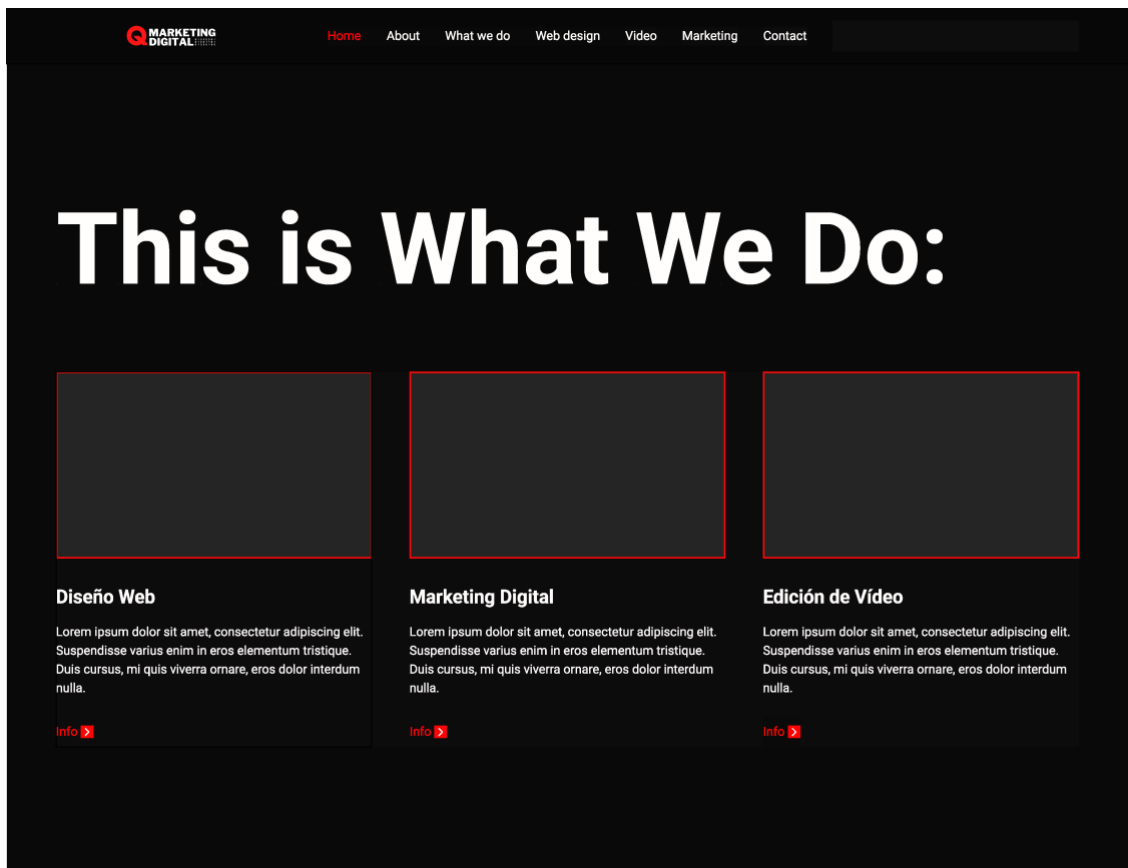 MARKETING
DIGITAL
Home About What we do Web design Video Marketing Contact
This is What We Do:
Diseño Web
Lorem ipsum dolor sit amet, consectetur adipiscing elit.
Suspendisse varius enim in eros elementum tristique.
Duis cursus, mi quis viverra ornare, eros dolor interdum
nulla.
Info
Marketing Digital
Lorem ipsum dolor sit amet, consectetur adipiscing elit.
Suspendisse varius enim in eros elementum tristique.
Duis cursus, mi quis viverra ornare, eros dolor interdum
nulla.
Info
Edición de Vídeo
Lorem ipsum dolor sit amet, consectetur adipiscing elit.
Suspendisse varius enim in eros elementum tristique.
Duis cursus, mi quis viverra ornare, eros dolor interdum
nulla.
Info